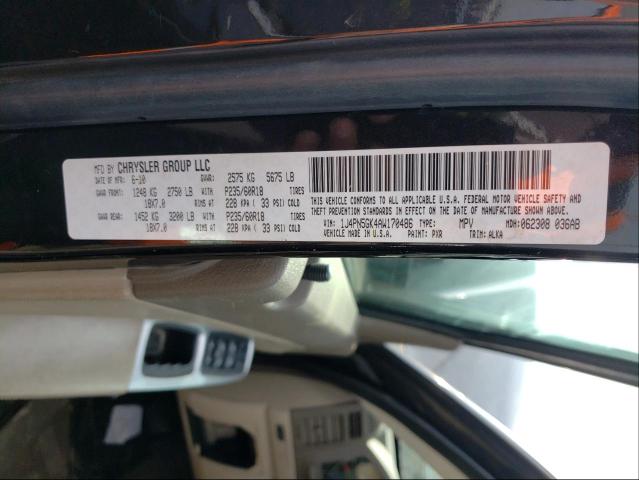 MFD BY CHRYSLER GROUP LLC
DATE OF MFR: 6-10 GVWR: 2575 KG 5675 LB
GAWR FRONT: 1248 KG 2750 LB WITH P235/60R18 TIRES
18X7.0 RIMS AT 228 KPA ( 33 PSI) COLD
GAWR REAR: 1452 KG 3200 LB WITH P235/60R18 TIRES
18X7.0 RIMS AT 228 KPA ( 33 PSI) COLD
THIS VEHICLE CONFORMS TO ALL APPLICABLE U.S.A. FEDERAL MOTOR VEHICLE SAFETY AND
THEFT PREVENTION STANDARDS IN EFFECT ON THE DATE OF MANUFACTURE SHOWN ABOVE.
VIN: 1J4PN5GK4AW170486 TYPE: MPV MDH: 062308 036AB
MADE IN U.S.A. PAINT: PXR TRIM: ALKA